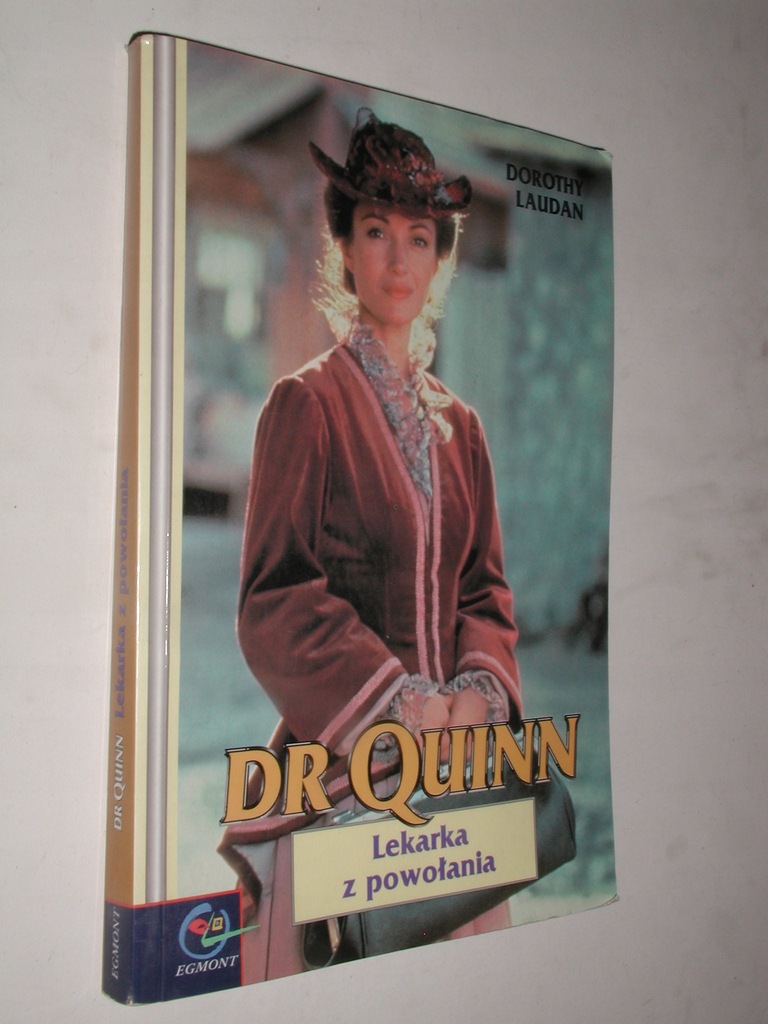 DOROTHY
LAUDAN
DR QUINN
Lekarka
z powołania
EGMONT
DR QUINN Lekarka z powołania
EGMONT